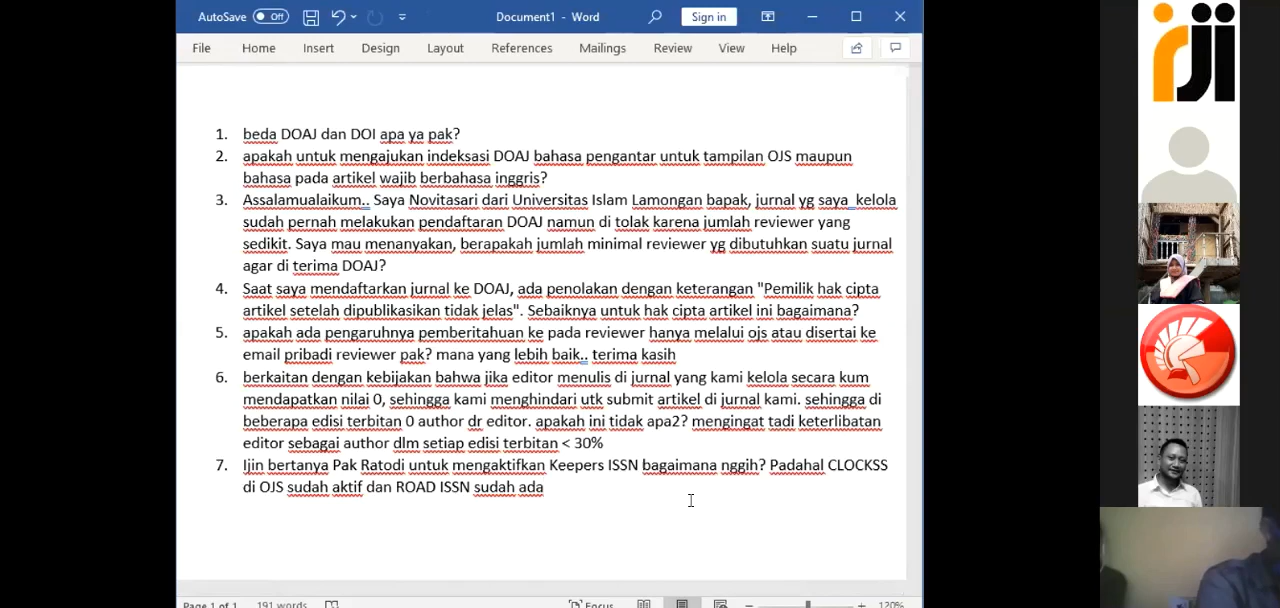 AutoSave Off Document1 - Word Sign in
File Home Insert Design Layout References Mailings Review View Help
1. beda DOAJ dan DOI apa ya pak?
2. apakah untuk mengajukan indeksasi DOAJ bahasa pengantar untuk tampilan OJS maupun
bahasa pada artikel wajib berbahasa inggris?
3. Assalamualaikum.. Saya Novitasari dari Universitas Islam Lamongan bapak, jurnal yg saya kelola
sudah pernah melakukan pendaftaran DOAJ namun di tolak karena jumlah reviewer yang
sedikit. Saya mau menanyakan, berapakah jumlah minimal reviewer yg dibutuhkan suatu jurnal
agar di terima DOAJ?
4. Saat saya mendaftarkan jurnal ke DOAJ, ada penolakan dengan keterangan "Pemilik hak cipta
artikel setelah dipublikasikan tidak jelas". Sebaiknya untuk hak cipta artikel ini bagaimana?
5. apakah ada pengaruhnya pemberitahuan ke pada reviewer hanya melalui ojs atau disertai ke
email pribadi reviewer pak? mana yang lebih baik.. terima kasih
6. berkaitan dengan kebijakan bahwa jika editor menulis di jurnal yang kami kelola secara kum
mendapatkan nilai 0, sehingga kami menghindari utk submit artikel di jurnal kami. sehingga di
beberapa edisi terbitan 0 author dr editor. apakah ini tidak apa2? mengingat tadi keterlibatan
editor sebagai author dlm setiap edisi terbitan < 30%
7. Ijin bertanya Pak Ratodi untuk mengaktifkan Keepers ISSN bagaimana nggih? Padahal CLOCKSS
di OJS sudah aktif dan ROAD ISSN sudah ada
Page 1 of 1 191 words Focus 120%
rji